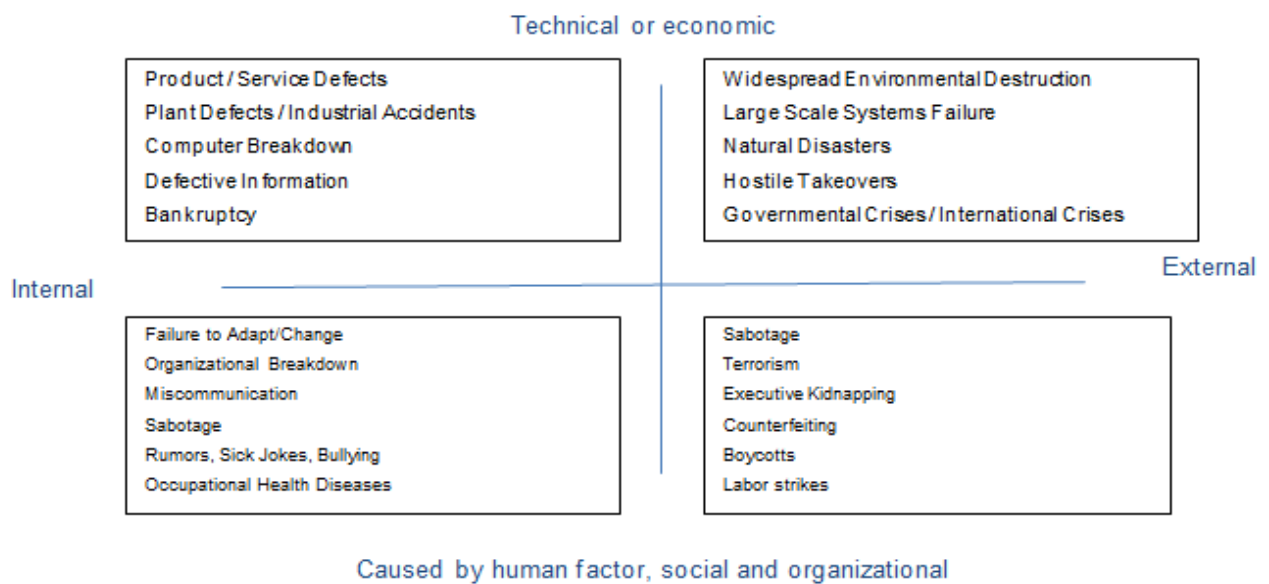 Technical or economic
Product / Service Defects
Plant Defects / Industrial Accidents
Computer Breakdown
Defective Information
Bankruptcy
Widespread Environmental Destruction
Large Scale Systems Failure
Natural Disasters
Hostile Takeovers
Governmental Crises / International Crises
Internal
External
Failure to Adapt/Change
Organizational Breakdown
Miscommunication
Sabotage
Rumors, Sick Jokes, Bullying
Occupational Health Diseases
Sabotage
Terrorism
Executive Kidnapping
Counterfeiting
Boycotts
Labor strikes
Caused by human factor, social and organizational